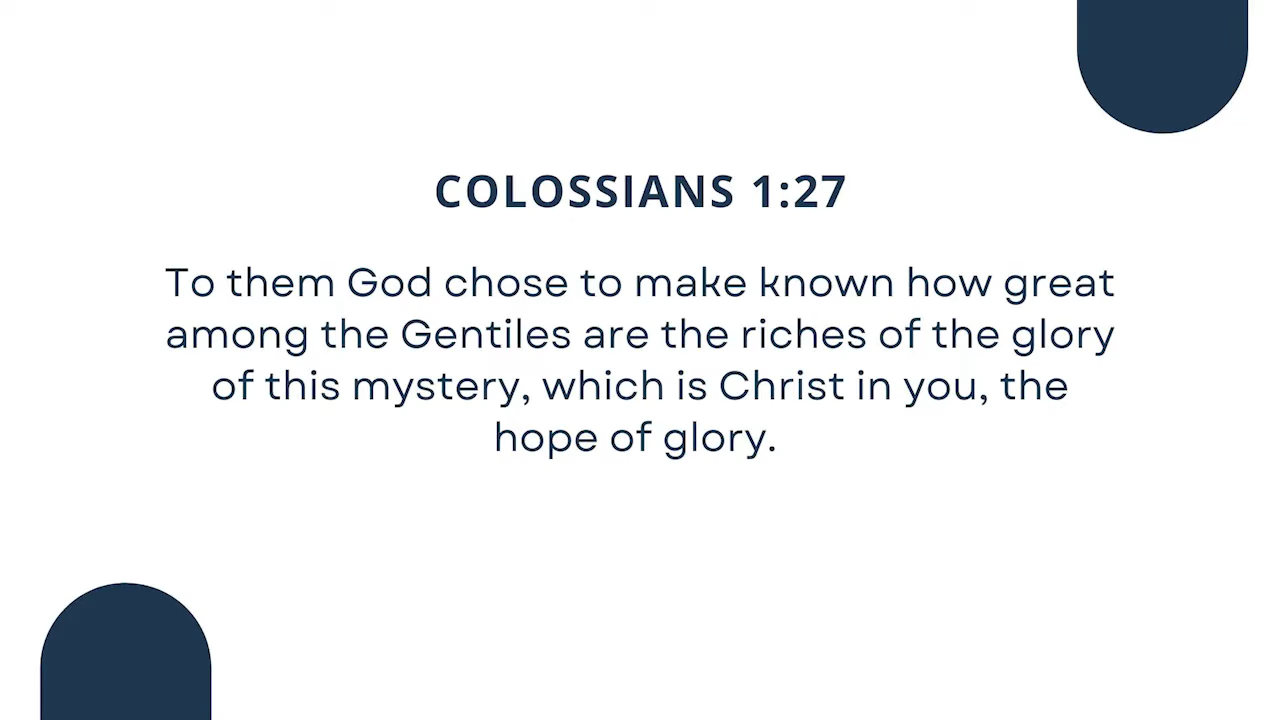 COLOSSIANS 1:27
To them God chose to make known how great
among the Gentiles are the riches of the glory
of this mystery, which is Christ in you, the
hope of glory.